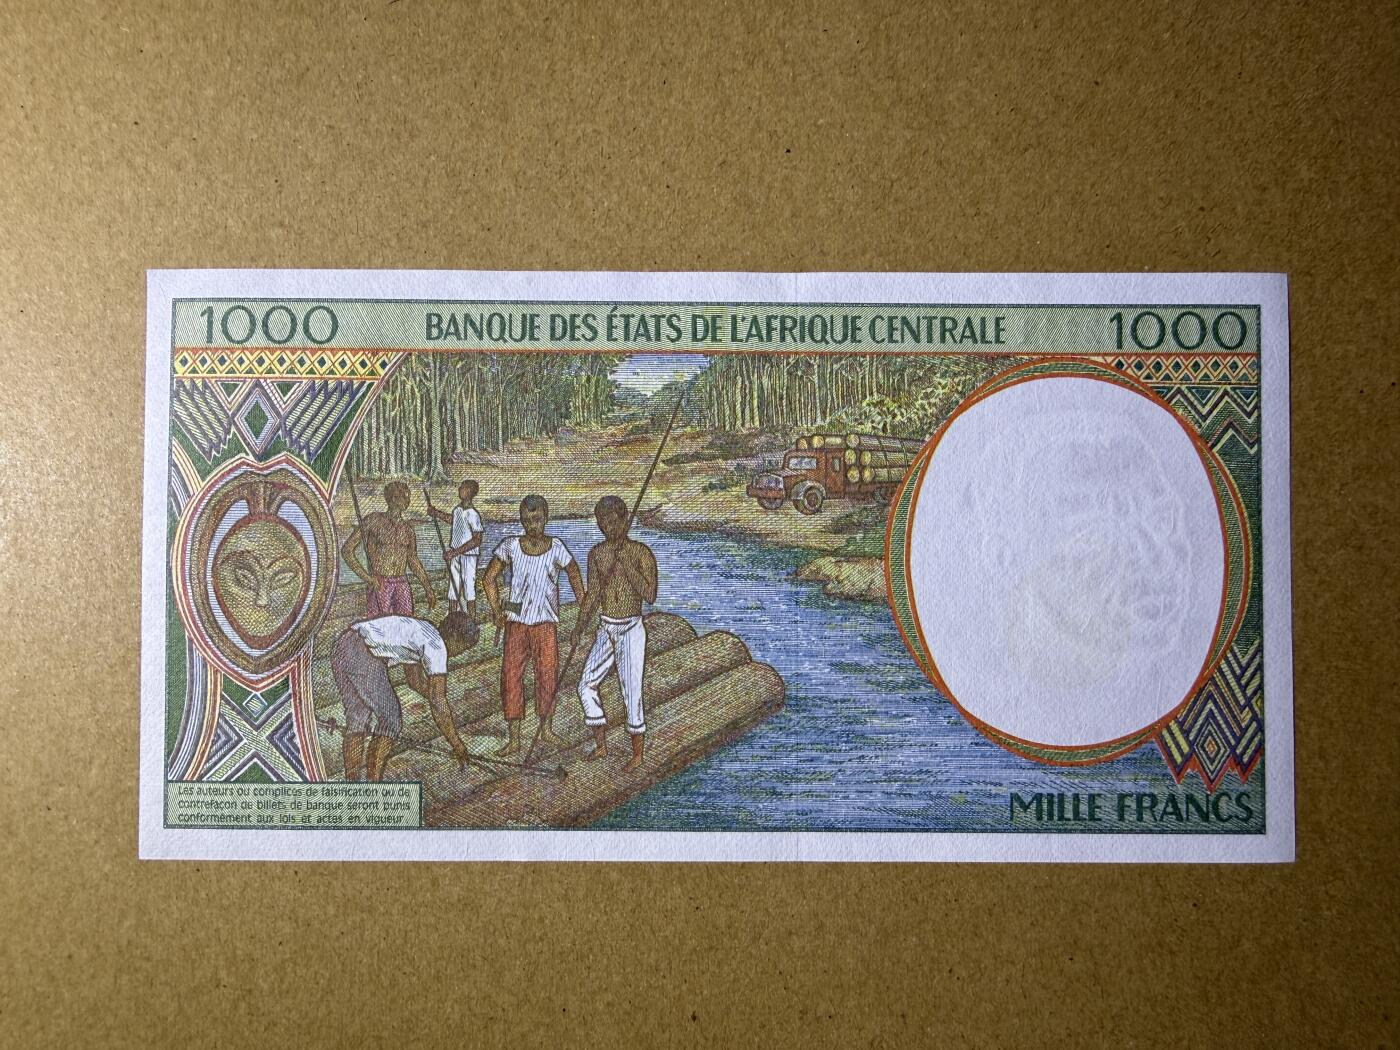 1000 BANQUE DES ÉTATS DE L'AFRIQUE CENTRALE 1000
Les auteurs ou complices de falsification ou de
contrefaçon de billets de banque seront punis
conformément aux lois et actes en vigueur
MILLE FRANCS